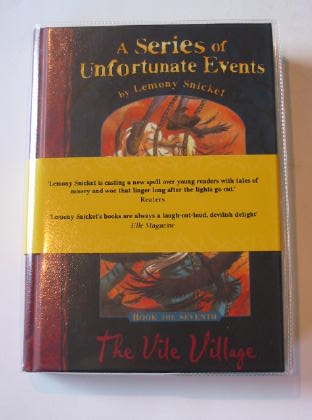 A Series of
Unfortunate Events
by Lemony Snicket
'Lemony Snicket is casting a new spell over young readers with tales of
misery and woe that linger long after the lights go out.'
Reuters
'Lemony Snicket's books are always a laugh-out-loud, devilish delight'
Elle Magazine
BOOK THE SEVENTH
The Vile Village